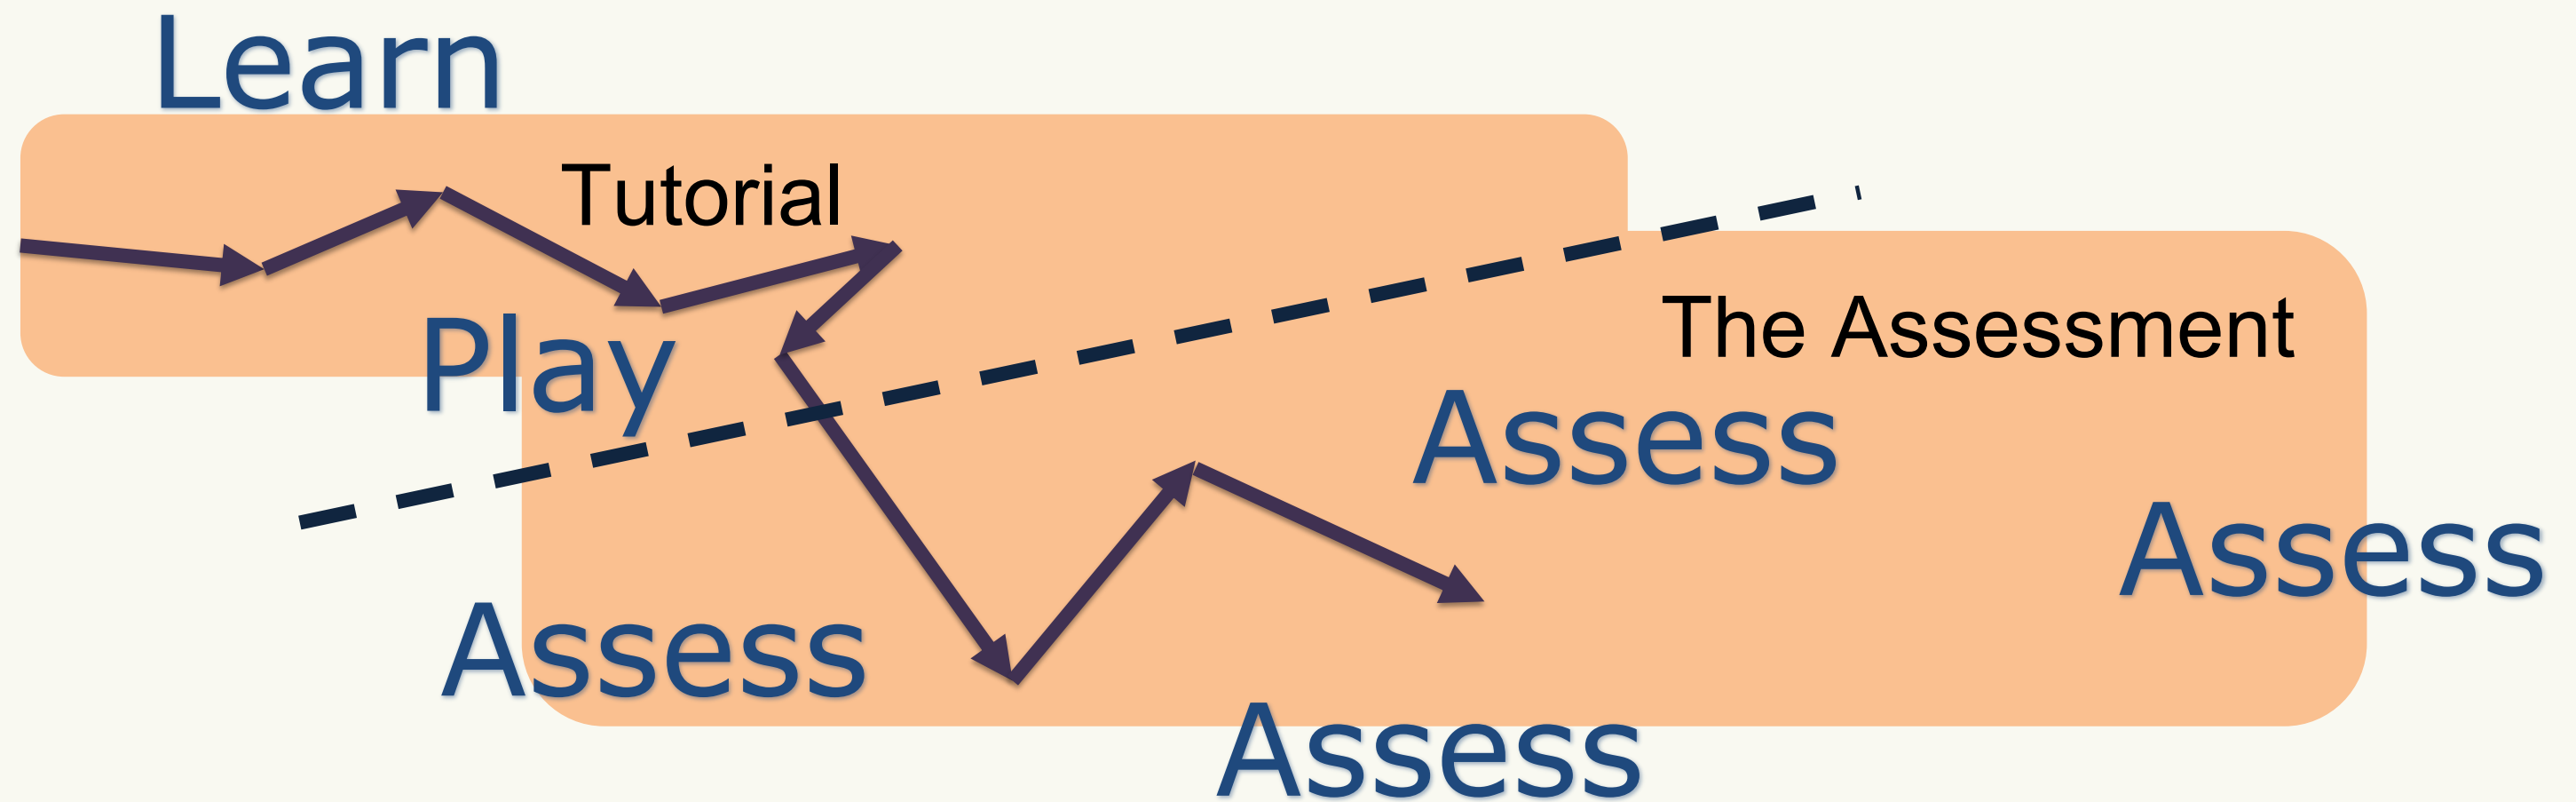 Learn
Tutorial
Play
The Assessment
Assess
Assess
Assess
Assess